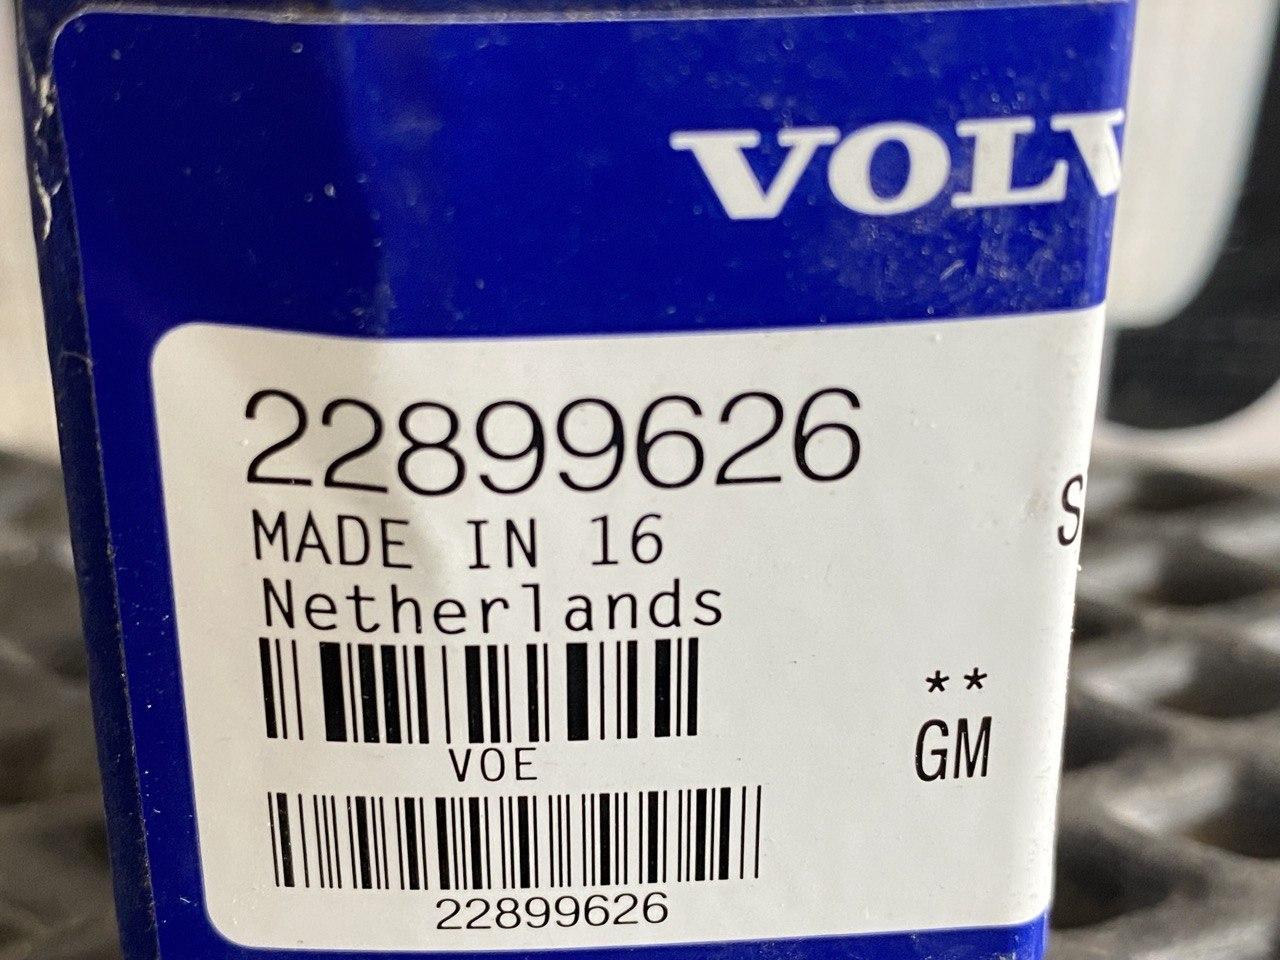 VOLV
22899626
MADE IN 16
Netherlands
S
**
GM
VOE
22899626